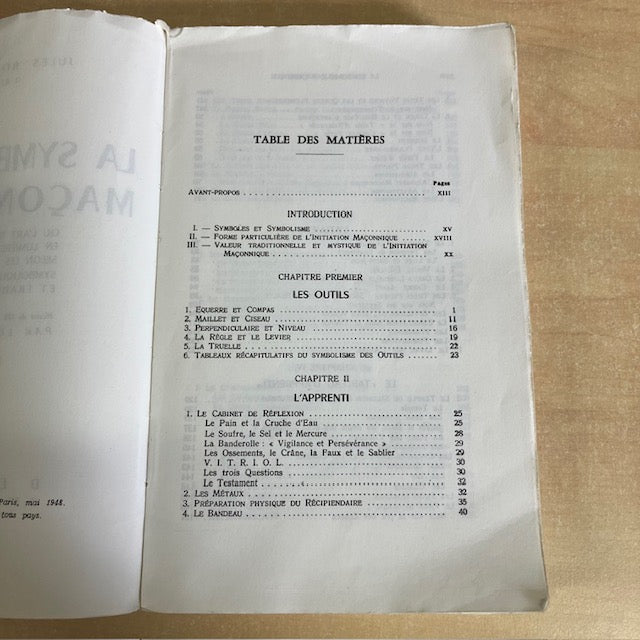 Paris, mai 1948.
tous pays.
TABLE DES MATIÈRES
Pages
AVANT-PROPOS XIII
INTRODUCTION
I. — SYMBOLES ET SYMBOLISME XV
II. — FORME PARTICULIÈRE DE L'INITIATION MAÇONNIQUE XVIII
III. — VALEUR TRADITIONNELLE ET MYSTIQUE DE L'INITIATION
MAÇONNIQUE XX
CHAPITRE PREMIER
LES OUTILS
1. EQUERRE ET COMPAS 1
2. MAILLET ET CISEAU 11
3. PERPENDICULAIRE ET NIVEAU 16
4. LA RÈGLE ET LE LEVIER 19
5. LA TRUELLE 22
6. TABLEAUX RÉCAPITULATIFS DU SYMBOLISME DES OUTILS 23
CHAPITRE II
L'APPRENTI
1. LE CABINET DE RÉFLEXION 25
Le Pain et la Cruche d'Eau 25
Le Soufre, le Sel et le Mercure 28
La Banderolle : « Vigilance et Persévérance » 29
Les Ossements, le Crâne, la Faux et le Sablier 29
V. I. T. R. I. O. L. 30
Les trois Questions 30
Le Testament 32
2. LES MÉTAUX 32
3. PRÉPARATION PHYSIQUE DU RÉCIPIENDAIRE 35
4. LE BANDEAU 40